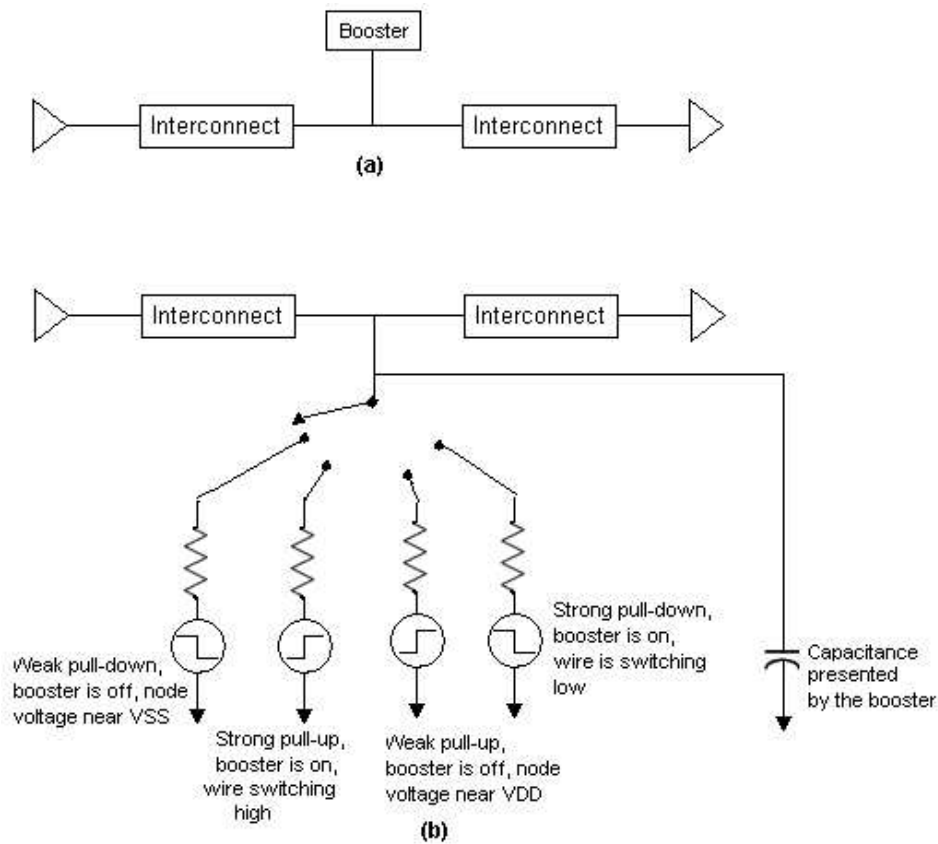 Booster
Interconnect
Interconnect
(a)
Interconnect
Interconnect
Weak pull-down,
booster is off, node
voltage near VSS
Strong pull-up,
booster is on,
wire switching
high
Weak pull-up,
booster is off, node
voltage near VDD
Strong pull-down,
booster is on,
wire is switching
low
Capacitance
presented
by the booster
(b)